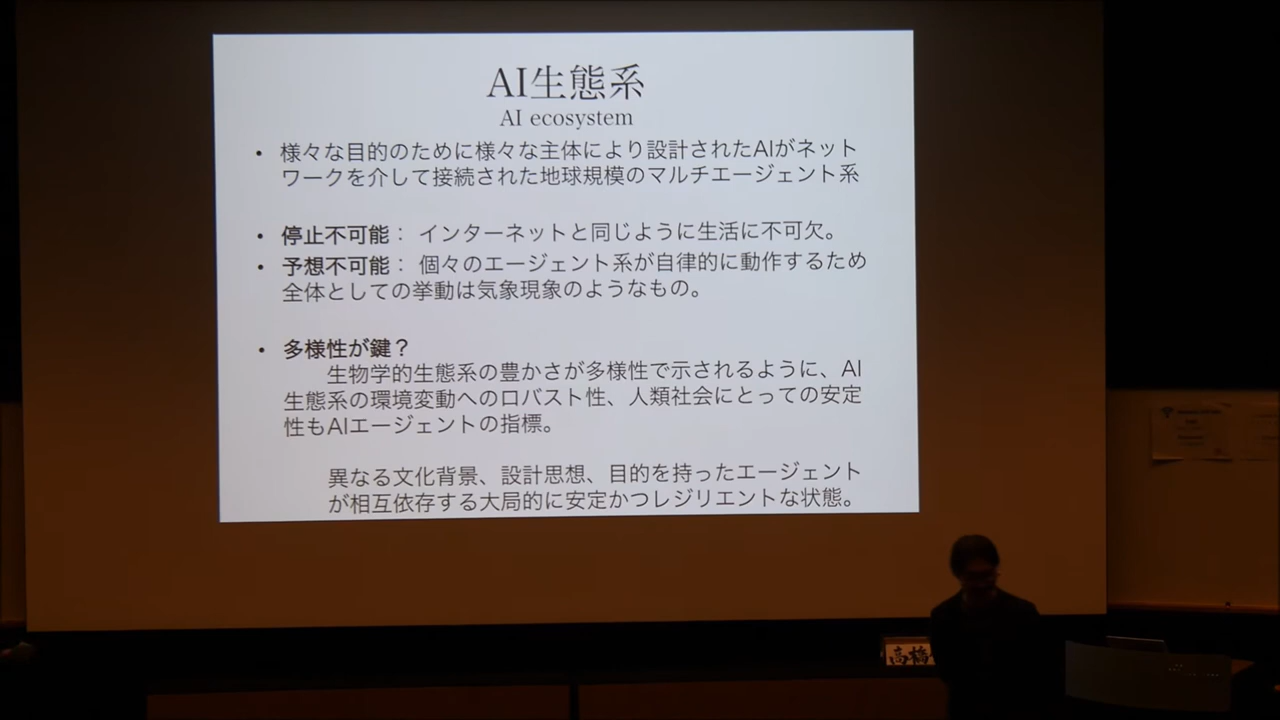 AI生態系
AI ecosystem
• 様々な目的のために様々な主体により設計されたAIがネット
ワークを介して接続された地球規模のマルチエージェント系
• 停止不可能： インターネットと同じように生活に不可欠。
• 予想不可能： 個々のエージェント系が自律的に動作するため
全体としての挙動は気象現象のようなもの。
• 多様性が鍵？
生物学的生態系の豊かさが多様性で示されるように、AI
生態系の環境変動へのロバスト性、人類社会にとっての安定
性もAIエージェントの指標。
異なる文化背景、設計思想、目的を持ったエージェント
が相互依存する大局的に安定かつレジリエントな状態。
高橋